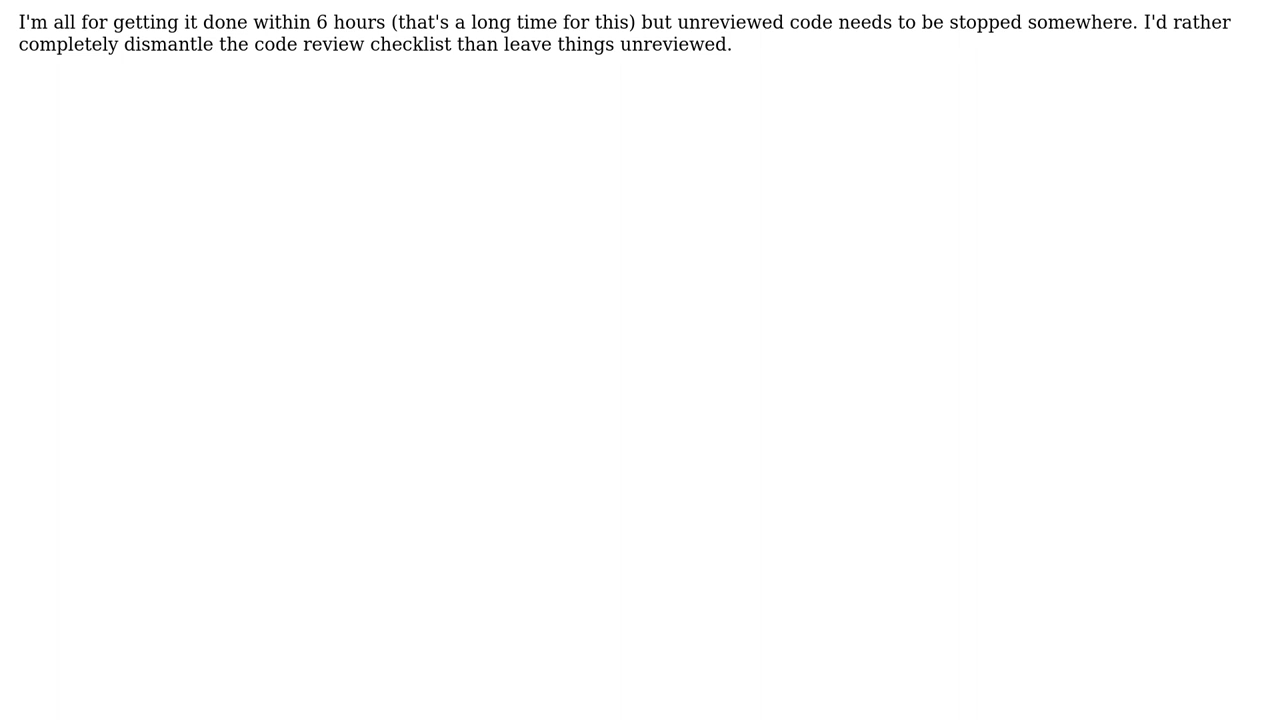 I'm all for getting it done within 6 hours (that's a long time for this) but unreviewed code needs to be stopped somewhere. I'd rather
completely dismantle the code review checklist than leave things unreviewed.